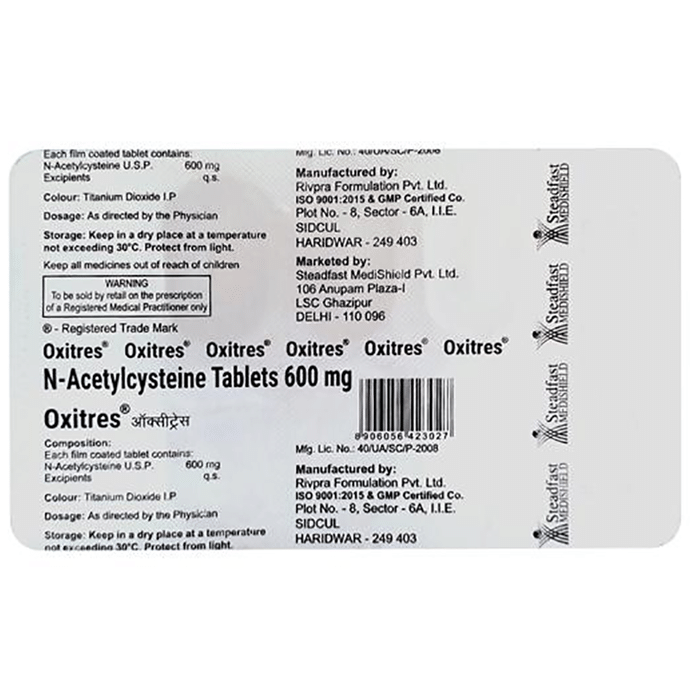 Each film coated tablet contains:
N-Acetylcysteine U.S.P. 600 mg
Excipients q.s.
Colour: Titanium Dioxide I.P
Dosage: As directed by the Physician
Storage: Keep in a dry place at a temperature
not exceeding 30°C. Protect from light.
Keep all medicines out of reach of children
WARNING
To be sold by retail on the prescription
of a Registered Medical Practitioner only
® - Registered Trade Mark
Mfg. Lic. No.: 40/UA/SC/P-2008
Manufactured by:
Rivpra Formulation Pvt. Ltd.
ISO 9001:2015 & GMP Certified Co.
Plot No. - 8, Sector - 6A, I.I.E.
SIDCUL
HARIDWAR - 249 403
Marketed by:
Steadfast MediShield Pvt. Ltd.
106 Anupam Plaza-I
LSC Ghazipur
DELHI - 110 096
Oxitres® Oxitres® Oxitres® Oxitres® Oxitres® Oxitres®
N-Acetylcysteine Tablets 600 mg
Oxitres® ऑक्सीट्रेस
Composition:
Each film coated tablet contains:
N-Acetylcysteine U.S.P. 600 mg
Excipients q.s.
Colour: Titanium Dioxide I.P
Dosage: As directed by the Physician
Storage: Keep in a dry place at a temperature
not exceeding 30°C. Protect from light.
8906056423027
Mfg. Lic. No.: 40/UA/SC/P-2008
Manufactured by:
Rivpra Formulation Pvt. Ltd.
ISO 9001:2015 & GMP Certified Co.
Plot No. - 8, Sector - 6A, I.I.E.
SIDCUL
HARIDWAR - 249 403
Steadfast
MEDISHIELD
Steadfast
MEDISHIELD
Steadfast
MEDISHIELD
Steadfast
MEDISHIELD